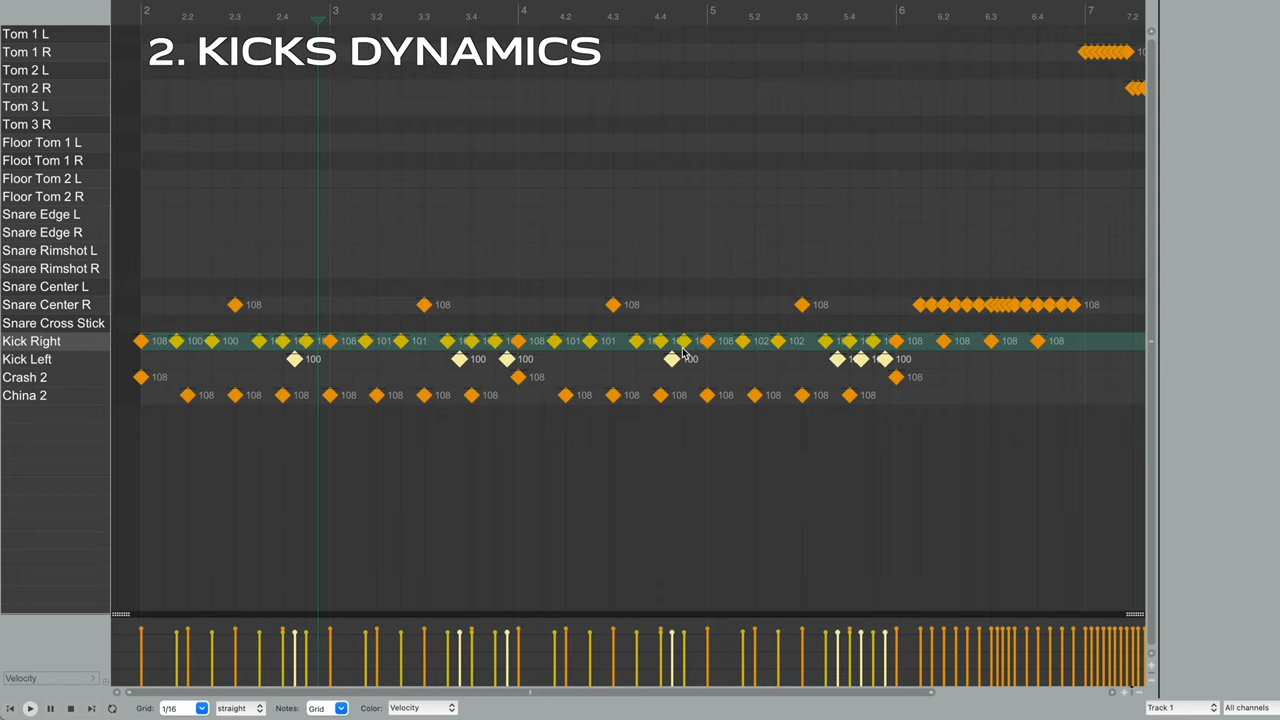 2 3 4 5 6 7
2.2 2.3 2.4 3.2 3.3 3.4 4.2 4.3 4.4 5.2 5.3 5.4 6.2 6.3 6.4 7.2
2. KICKS DYNAMICS
Tom 1 L
Tom 1 R
Tom 2 L
Tom 2 R
Tom 3 L
Tom 3 R
Floor Tom 1 L
Floot Tom 1 R
Floor Tom 2 L
Floor Tom 2 R
Snare Edge L
Snare Edge R
Snare Rimshot L
Snare Rimshot R
Snare Center L
Snare Center R 108 108 108 108 108
Snare Cross Stick
Kick Right 108 100 100 108 101 101 108 101 101 108 102 102 108 108 108 108
Kick Left 100 100 100 100
Crash 2 108 108 108
China 2 108 108 108 108 108 108 108 108 108 108 108 108 108 108
Velocity
Grid: 1/16 straight Notes: Grid Color: Velocity Track 1 All channels